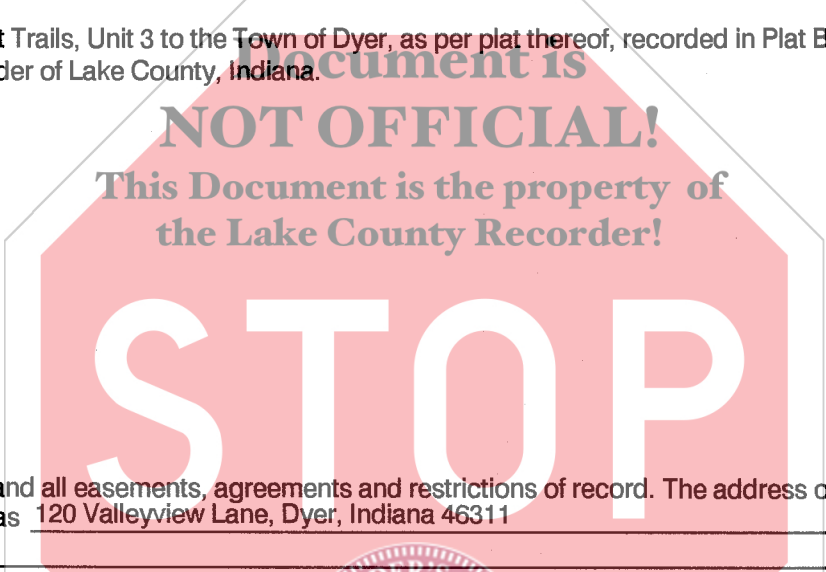 t Trails, Unit 3 to the Town of Dyer, as per plat thereof, recorded in Plat B
der of Lake County, Indiana.
Document is
NOT OFFICIAL!
This Document is the property of
the Lake County Recorder!
STOP
and all easements, agreements and restrictions of record. The address o
as 120 Valleyview Lane, Dyer, Indiana 46311